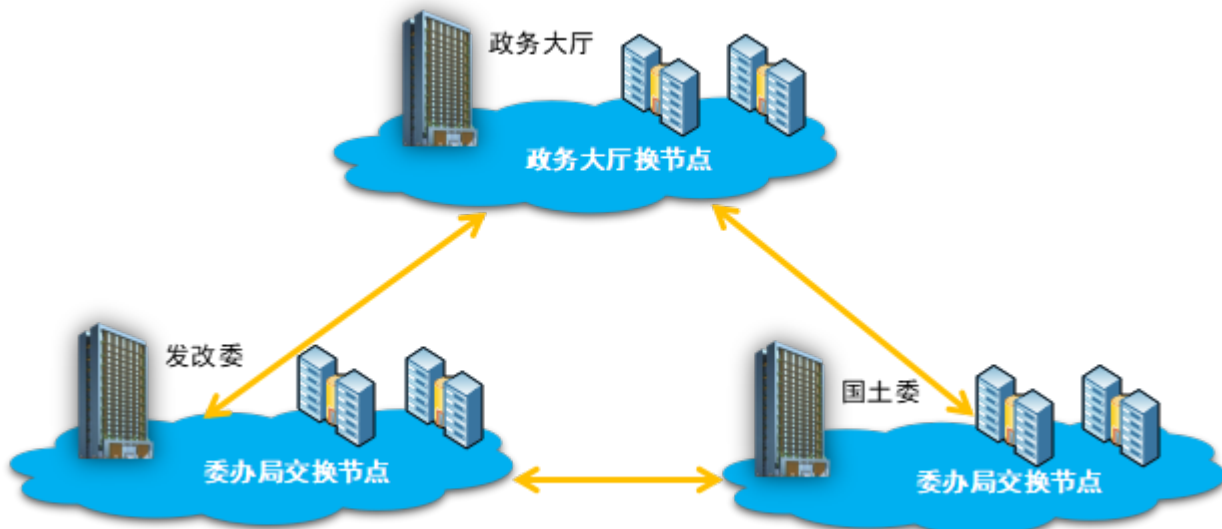 政务大厅
政务大厅换节点
发改委
国土委
委办局交换节点
委办局交换节点